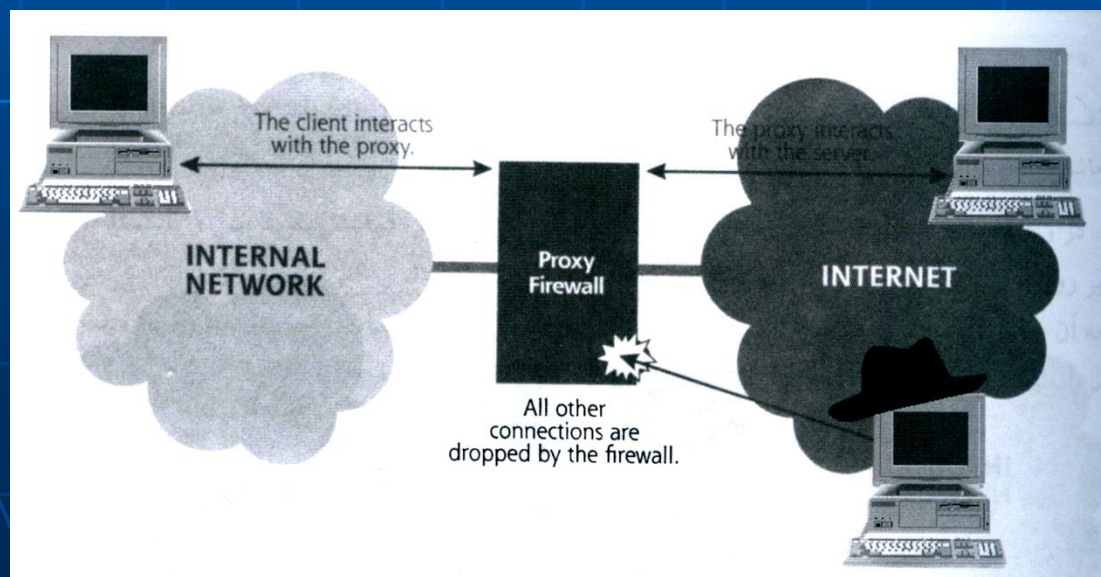 The client interacts
with the proxy.
The proxy interacts
with the server.
INTERNAL
NETWORK
Proxy
Firewall
INTERNET
All other
connections are
dropped by the firewall.